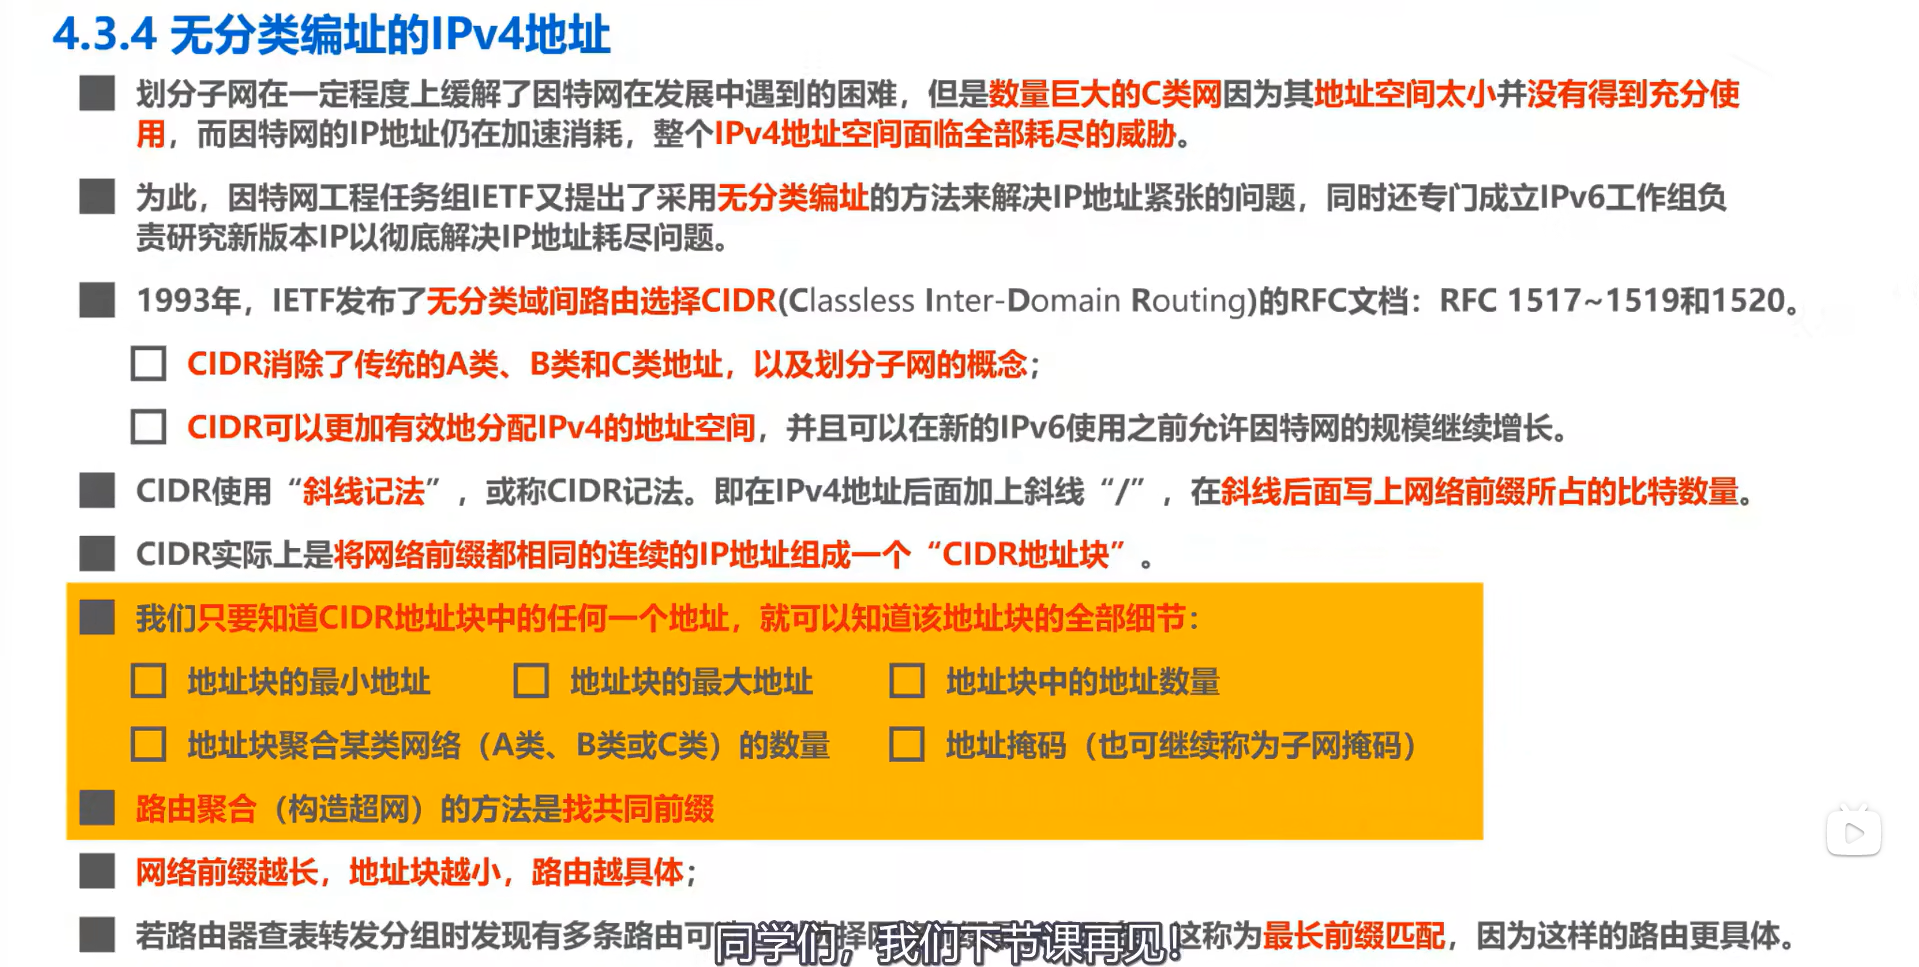 4.3.4 无分类编址的IPv4地址
划分子网在一定程度上缓解了因特网在发展中遇到的困难，但是数量巨大的C类网因为其地址空间太小并没有得到充分使
用，而因特网的IP地址仍在加速消耗，整个IPv4地址空间面临全部耗尽的威胁。
为此，因特网工程任务组IETF又提出了采用无分类编址的方法来解决IP地址紧张的问题，同时还专门成立IPv6工作组负
责研究新版本IP以彻底解决IP地址耗尽问题。
1993年，IETF发布了无分类域间路由选择CIDR(Classless Inter-Domain Routing)的RFC文档：RFC 1517~1519和1520。
CIDR消除了传统的A类、B类和C类地址，以及划分子网的概念；
CIDR可以更加有效地分配IPv4的地址空间，并且可以在新的IPv6使用之前允许因特网的规模继续增长。
CIDR使用“斜线记法”，或称CIDR记法。即在IPv4地址后面加上斜线“/”，在斜线后面写上网络前缀所占的比特数量。
CIDR实际上是将网络前缀都相同的连续的IP地址组成一个“CIDR地址块”。
我们只要知道CIDR地址块中的任何一个地址，就可以知道该地址块的全部细节：
地址块的最小地址 地址块的最大地址 地址块中的地址数量
地址块聚合某类网络（A类、B类或C类）的数量 地址掩码（也可继续称为子网掩码）
路由聚合（构造超网）的方法是找共同前缀
网络前缀越长，地址块越小，路由越具体；
若路由器查表转发分组时发现有多条路由可 择 这称为最长前缀匹配，因为这样的路由更具体。
同学们，我们下节课再见！